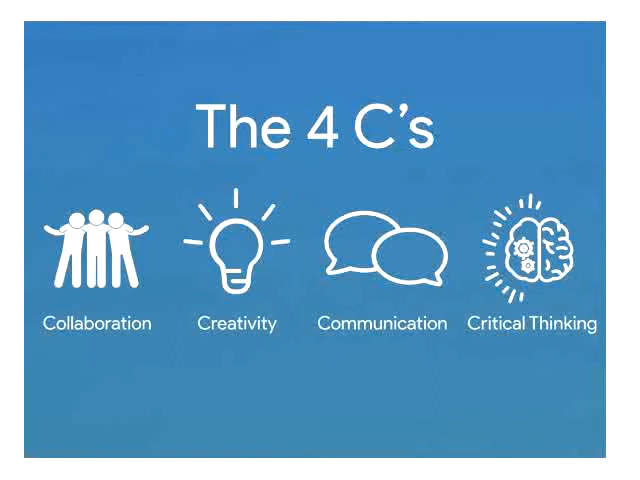 The 4 C's
Collaboration
Creativity
Communication
Critical Thinking